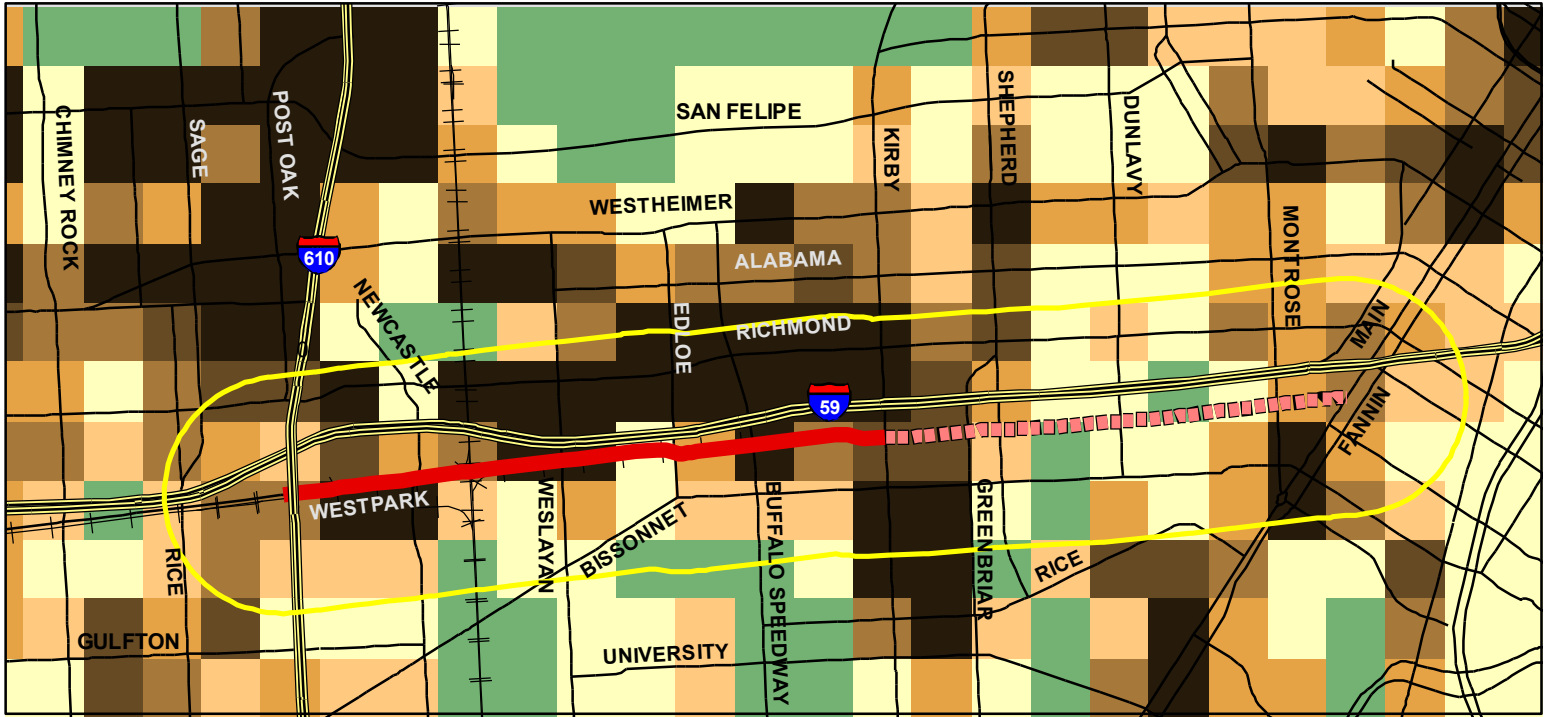 SAN FELIPE
CHIMNEY ROCK
SAGE
POST OAK
KIRBY
SHEPHERD
DUNLAVY
WESTHEIMER
MONTROSE
610
ALABAMA
NEWCASTLE
EDLOE
RICHMOND
MAIN
59
FANNIN
WESTPARK
WESLAYAN
BISSONNET
BUFFALO SPEEDWAY
GREENBRIAR
RICE
RICE
GULFTON
UNIVERSITY